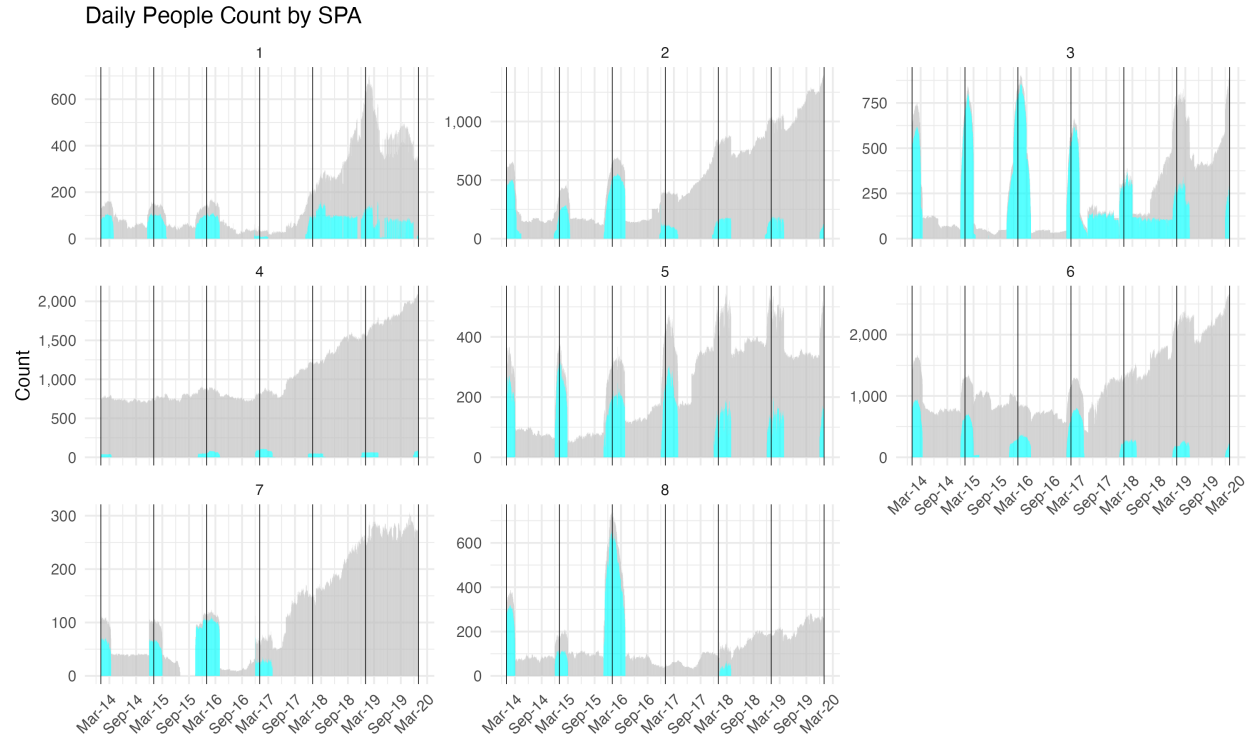 Daily People Count by SPA
1
2
3
600
400
200
0
1,000
500
0
750
500
250
0
4
5
6
2,000
1,500
1,000
500
0
400
200
0
2,000
1,000
0
Count
Mar-14
Sep-14
Mar-15
Sep-15
Mar-16
Sep-16
Mar-17
Sep-17
Mar-18
Sep-18
Mar-19
Sep-19
Mar-20
7
8
300
200
100
0
600
400
200
0
Mar-14
Sep-14
Mar-15
Sep-15
Mar-16
Sep-16
Mar-17
Sep-17
Mar-18
Sep-18
Mar-19
Sep-19
Mar-20
Mar-14
Sep-14
Mar-15
Sep-15
Mar-16
Sep-16
Mar-17
Sep-17
Mar-18
Sep-18
Mar-19
Sep-19
Mar-20